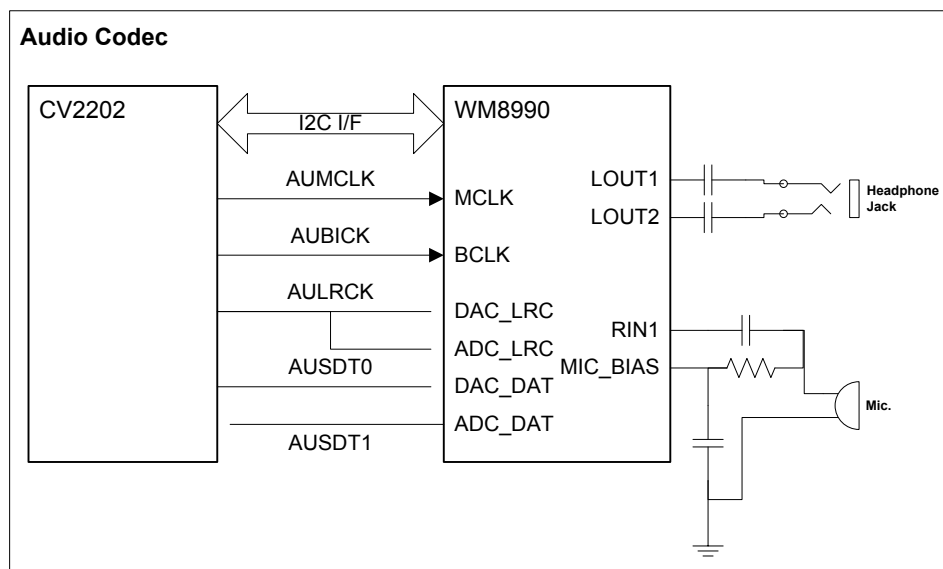 Audio Codec
CV2202
I2C I/F
WM8990
AUMCLK
MCLK
AUBICK
BCLK
AULRCK
DAC_LRC
ADC_LRC
AUSDT0
DAC_DAT
ADC_DAT
AUSDT1
LOUT1
LOUT2
Headphone
Jack
RIN1
MIC_BIAS
Mic.